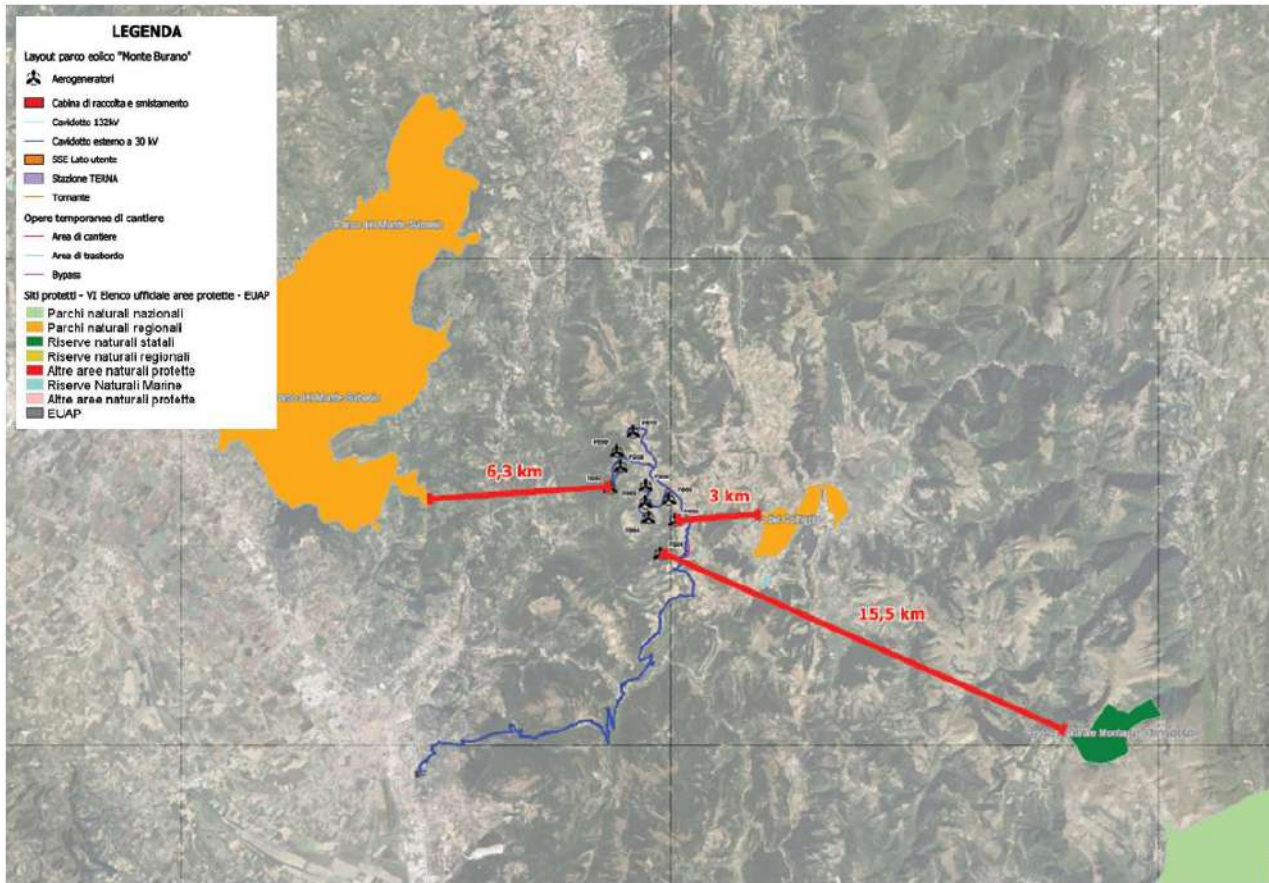 LEGENDA
Layout parco eolico "Monte Burano"
Aerogeneratori
Cabina di raccolta e smistamento
Cavidotto 132kV
Cavidotto esterno a 30 kV
SSE Lato utente
Stazione TERNA
Tornante
Opere temporanee di cantiere
Area di cantiere
Area di trasbordo
Bypass
Siti protetti - VI Elenco ufficiale aree protette - EUAP
Parchi naturali nazionali
Parchi naturali regionali
Riserve naturali statali
Riserve naturali regionali
Altre aree naturali protette
Riserve Naturali Marine
Altre aree naturali protette
EUAP
6,3 km
3 km
15,5 km